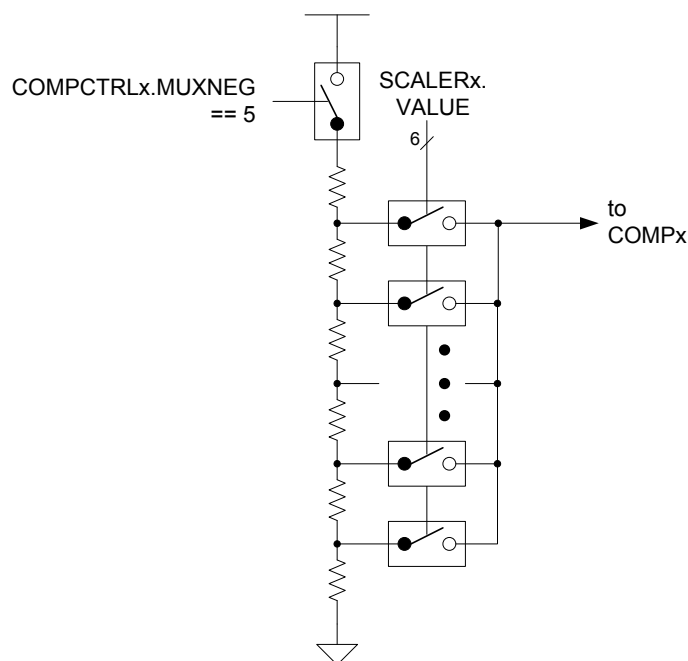 COMPCTRLx.MUXNEG
== 5
SCALERx.
VALUE
6
to
COMPx